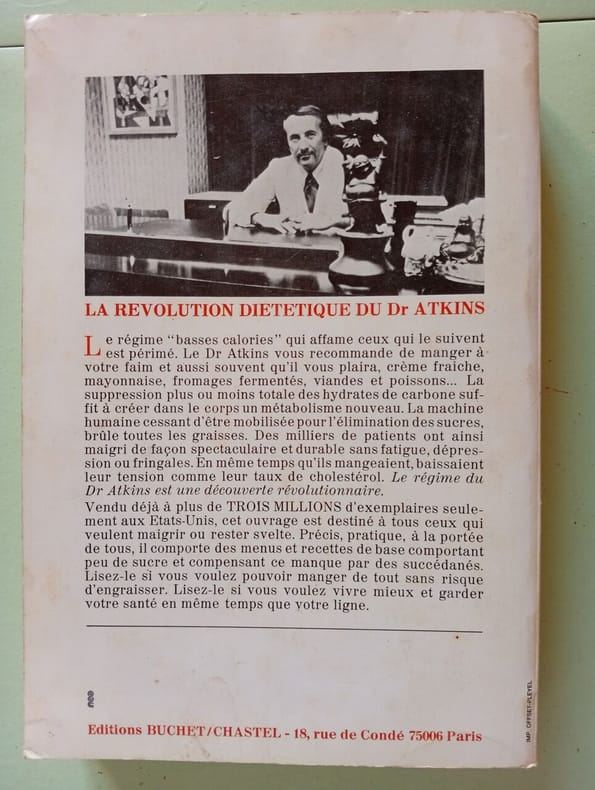 LA REVOLUTION DIETETIQUE DU Dr ATKINS
Le régime "basses calories" qui affame ceux qui le suivent
est périmé. Le Dr Atkins vous recommande de manger à
votre faim et aussi souvent qu'il vous plaira, crème fraiche,
mayonnaise, fromages fermentés, viandes et poissons... La
suppression plus ou moins totale des hydrates de carbone suf-
fit à créer dans le corps un métabolisme nouveau. La machine
humaine cessant d'être mobilisée pour l'élimination des sucres,
brûle toutes les graisses. Des milliers de patients ont ainsi
maigri de façon spectaculaire et durable sans fatigue, dépres-
sion ou fringales. En même temps qu'ils mangeaient, baissaient
leur tension comme leur taux de cholestérol. Le régime du
Dr Atkins est une découverte révolutionnaire.
Vendu déjà à plus de TROIS MILLIONS d'exemplaires seule-
ment aux Etats-Unis, cet ouvrage est destiné à tous ceux qui
veulent maigrir ou rester svelte. Précis, pratique, à la portée
de tous, il comporte des menus et recettes de base comportant
peu de sucre et compensant ce manque par des succédanés.
Lisez-le si vous voulez pouvoir manger de tout sans risque
d'engraisser. Lisez-le si vous voulez vivre mieux et garder
votre santé en même temps que votre ligne.
Editions BUCHET/CHASTEL - 18, rue de Condé 75006 Paris
IMP. OFFSET-PLEYEL